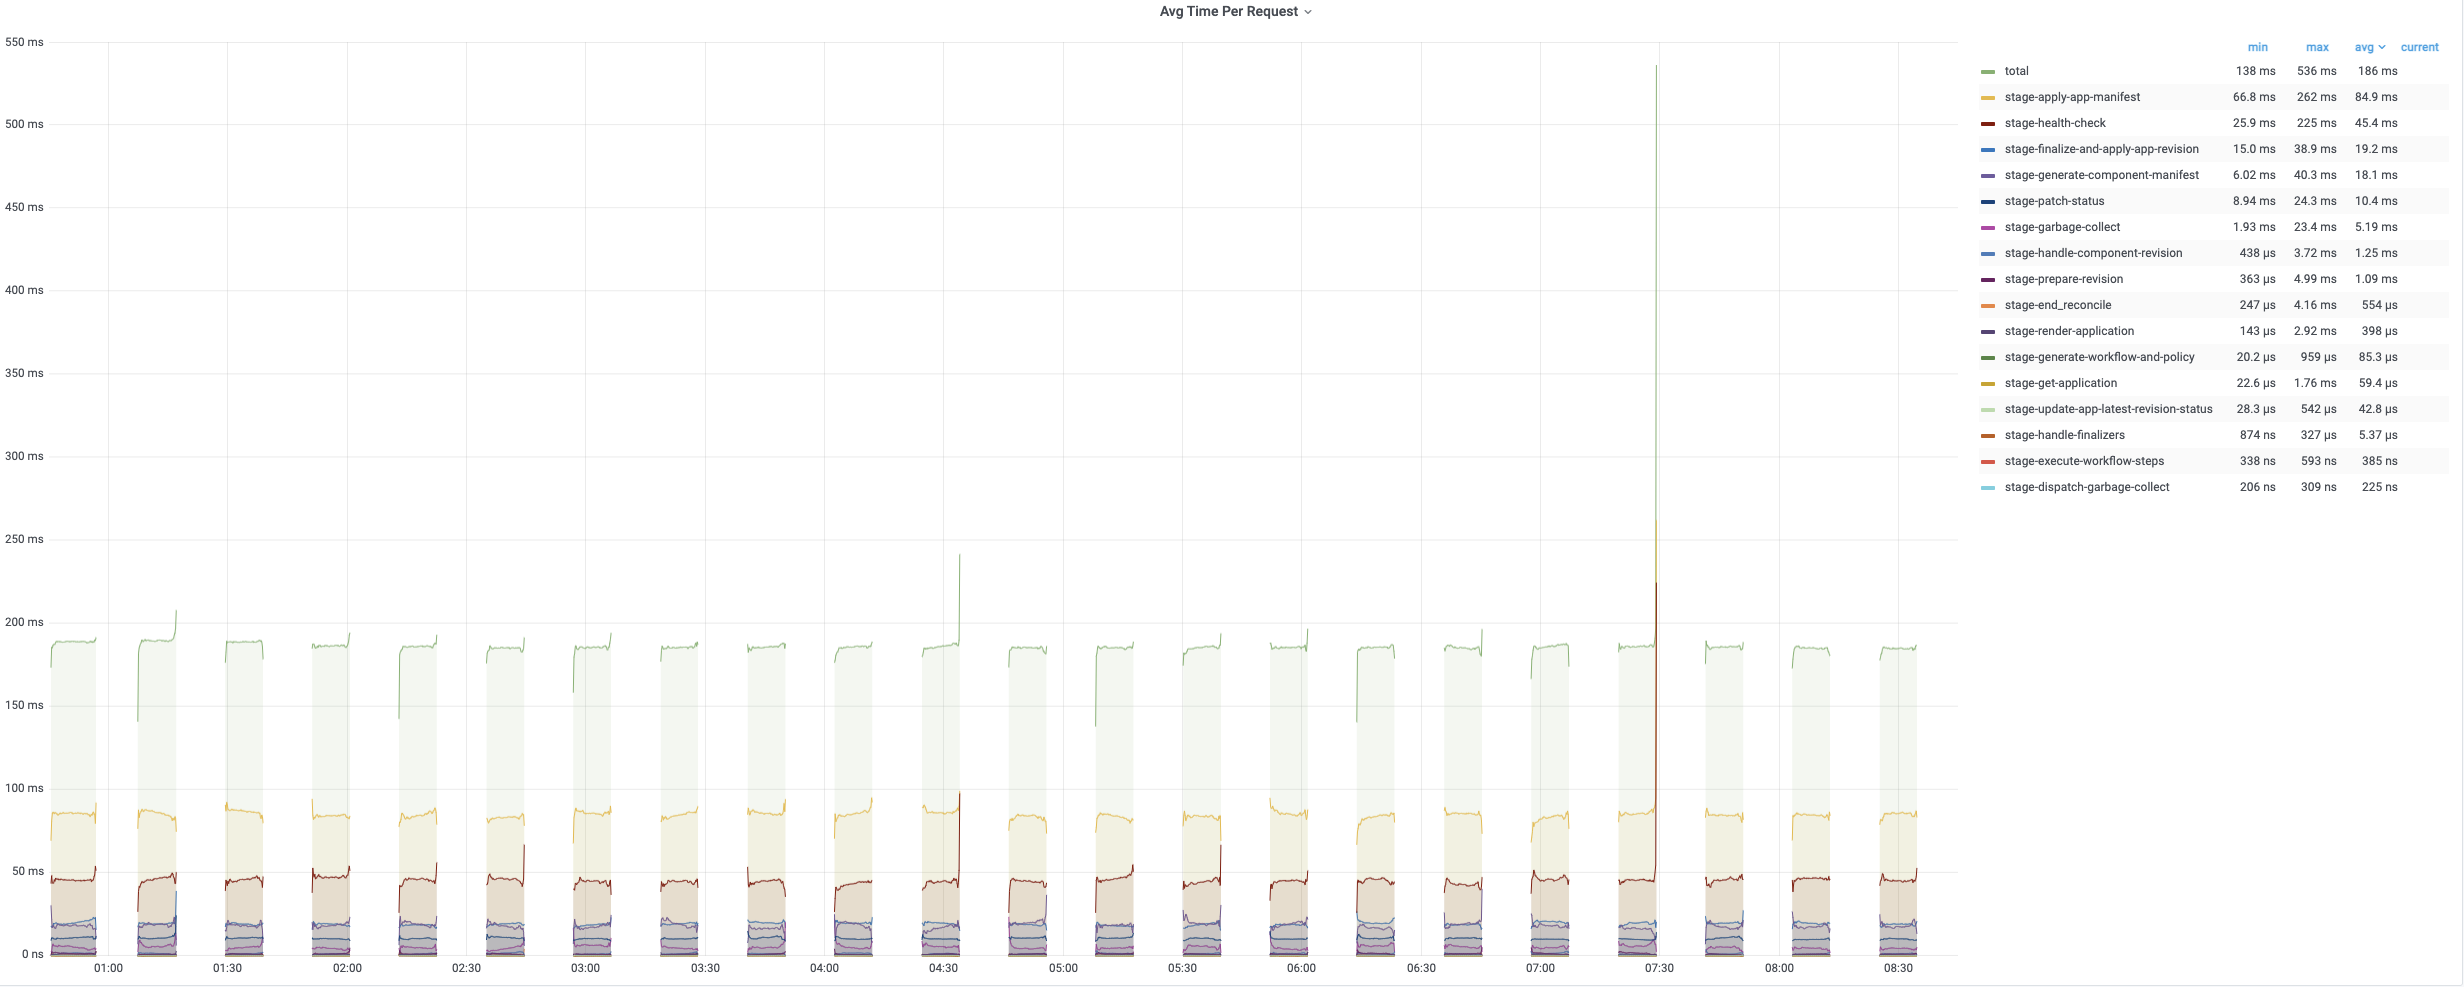 Avg Time Per Request
550 ms
500 ms
450 ms
400 ms
350 ms
300 ms
250 ms
200 ms
150 ms
100 ms
50 ms
0 ns
01:00 01:30 02:00 02:30 03:00 03:30 04:00 04:30 05:00 05:30 06:00 06:30 07:00 07:30 08:00 08:30
min max avg current
total 138 ms 536 ms 186 ms
stage-apply-app-manifest 66.8 ms 262 ms 84.9 ms
stage-health-check 25.9 ms 225 ms 45.4 ms
stage-finalize-and-apply-app-revision 15.0 ms 38.9 ms 19.2 ms
stage-generate-component-manifest 6.02 ms 40.3 ms 18.1 ms
stage-patch-status 8.94 ms 24.3 ms 10.4 ms
stage-garbage-collect 1.93 ms 23.4 ms 5.19 ms
stage-handle-component-revision 438 µs 3.72 ms 1.25 ms
stage-prepare-revision 363 µs 4.99 ms 1.09 ms
stage-end_reconcile 247 µs 4.16 ms 554 µs
stage-render-application 143 µs 2.92 ms 398 µs
stage-generate-workflow-and-policy 20.2 µs 959 µs 85.3 µs
stage-get-application 22.6 µs 1.76 ms 59.4 µs
stage-update-app-latest-revision-status 28.3 µs 542 µs 42.8 µs
stage-handle-finalizers 874 ns 327 µs 5.37 µs
stage-execute-workflow-steps 338 ns 593 ns 385 ns
stage-dispatch-garbage-collect 206 ns 309 ns 225 ns